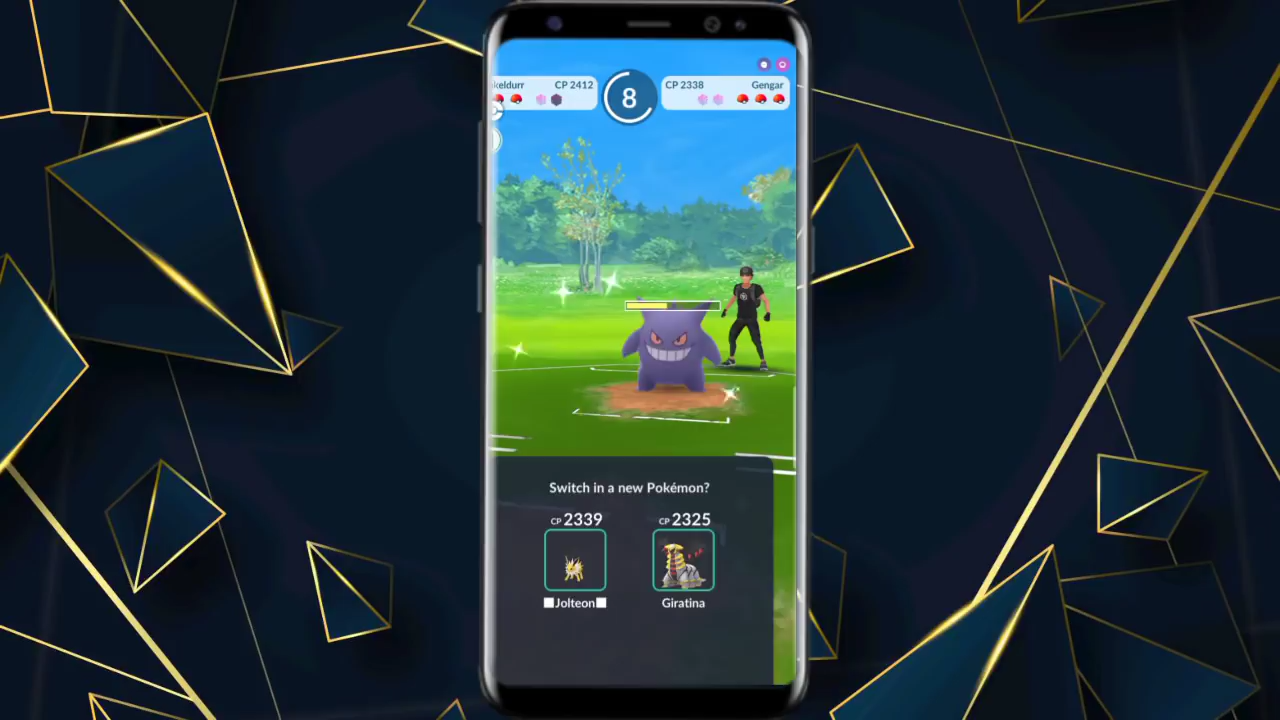 keldurr CP 2412
8
CP 2338 Gengar
Switch in a new Pokémon?
CP 2339 CP 2325
Jolteon Giratina